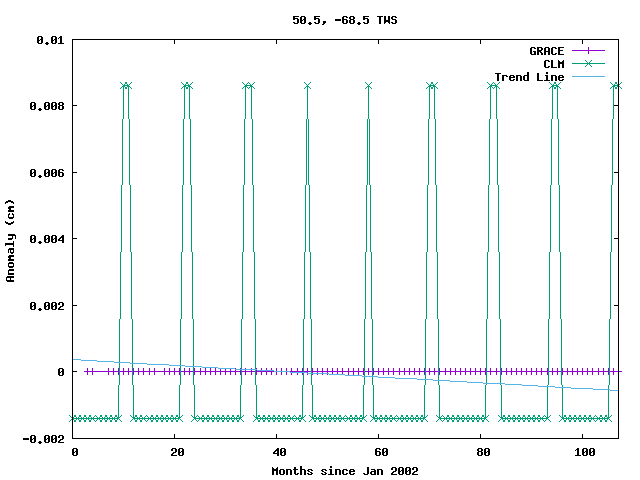 50.5, -68.5 TWS
GRACE
CLM
Trend Line
0.01
0.008
0.006
0.004
0.002
0
-0.002
Anomaly (cm)
0 20 40 60 80 100
Months since Jan 2002